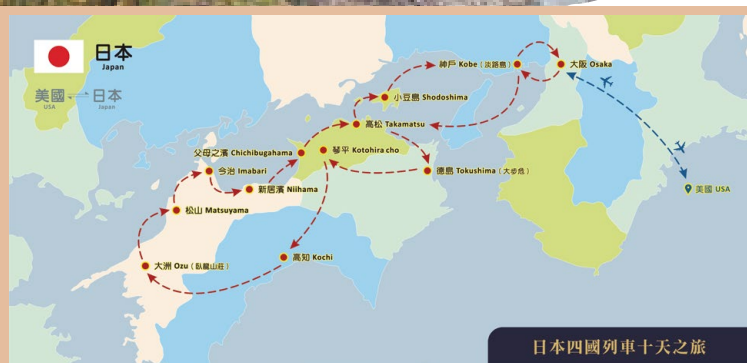 日本
Japan
美國 日本
USA Japan
神戶 Kobe（淡路島）
大阪 Osaka
小豆島 Shodoshima
高松 Takamatsu
父母之濱 Chichibugahama
琴平 Kotohira cho
今治 Imabari
德島 Tokushima（大步危）
新居濱 Niihama
美國 USA
松山 Matsuyama
高知 Kochi
大洲 Ozu（臥龍山莊）
日本四國列車十天之旅